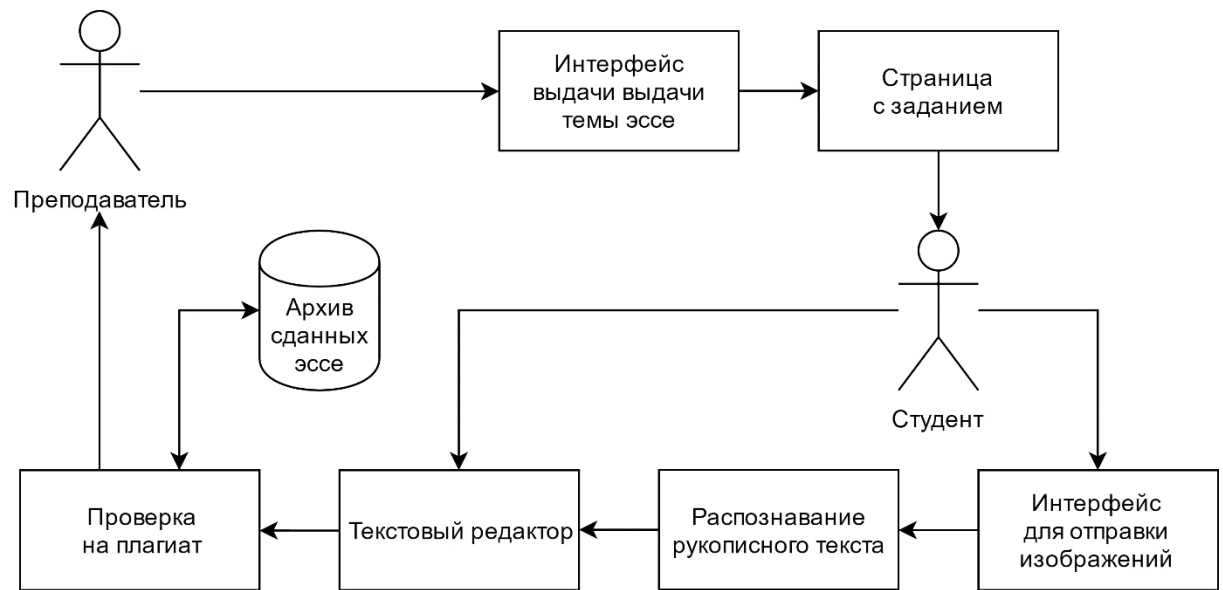 Интерфейс
выдачи выдачи
темы эссе
Страница
с заданием
Преподаватель
Архив
сданных
эссе
Студент
Проверка
на плагиат
Текстовый редактор
Распознавание
рукописного текста
Интерфейс
для отправки
изображений